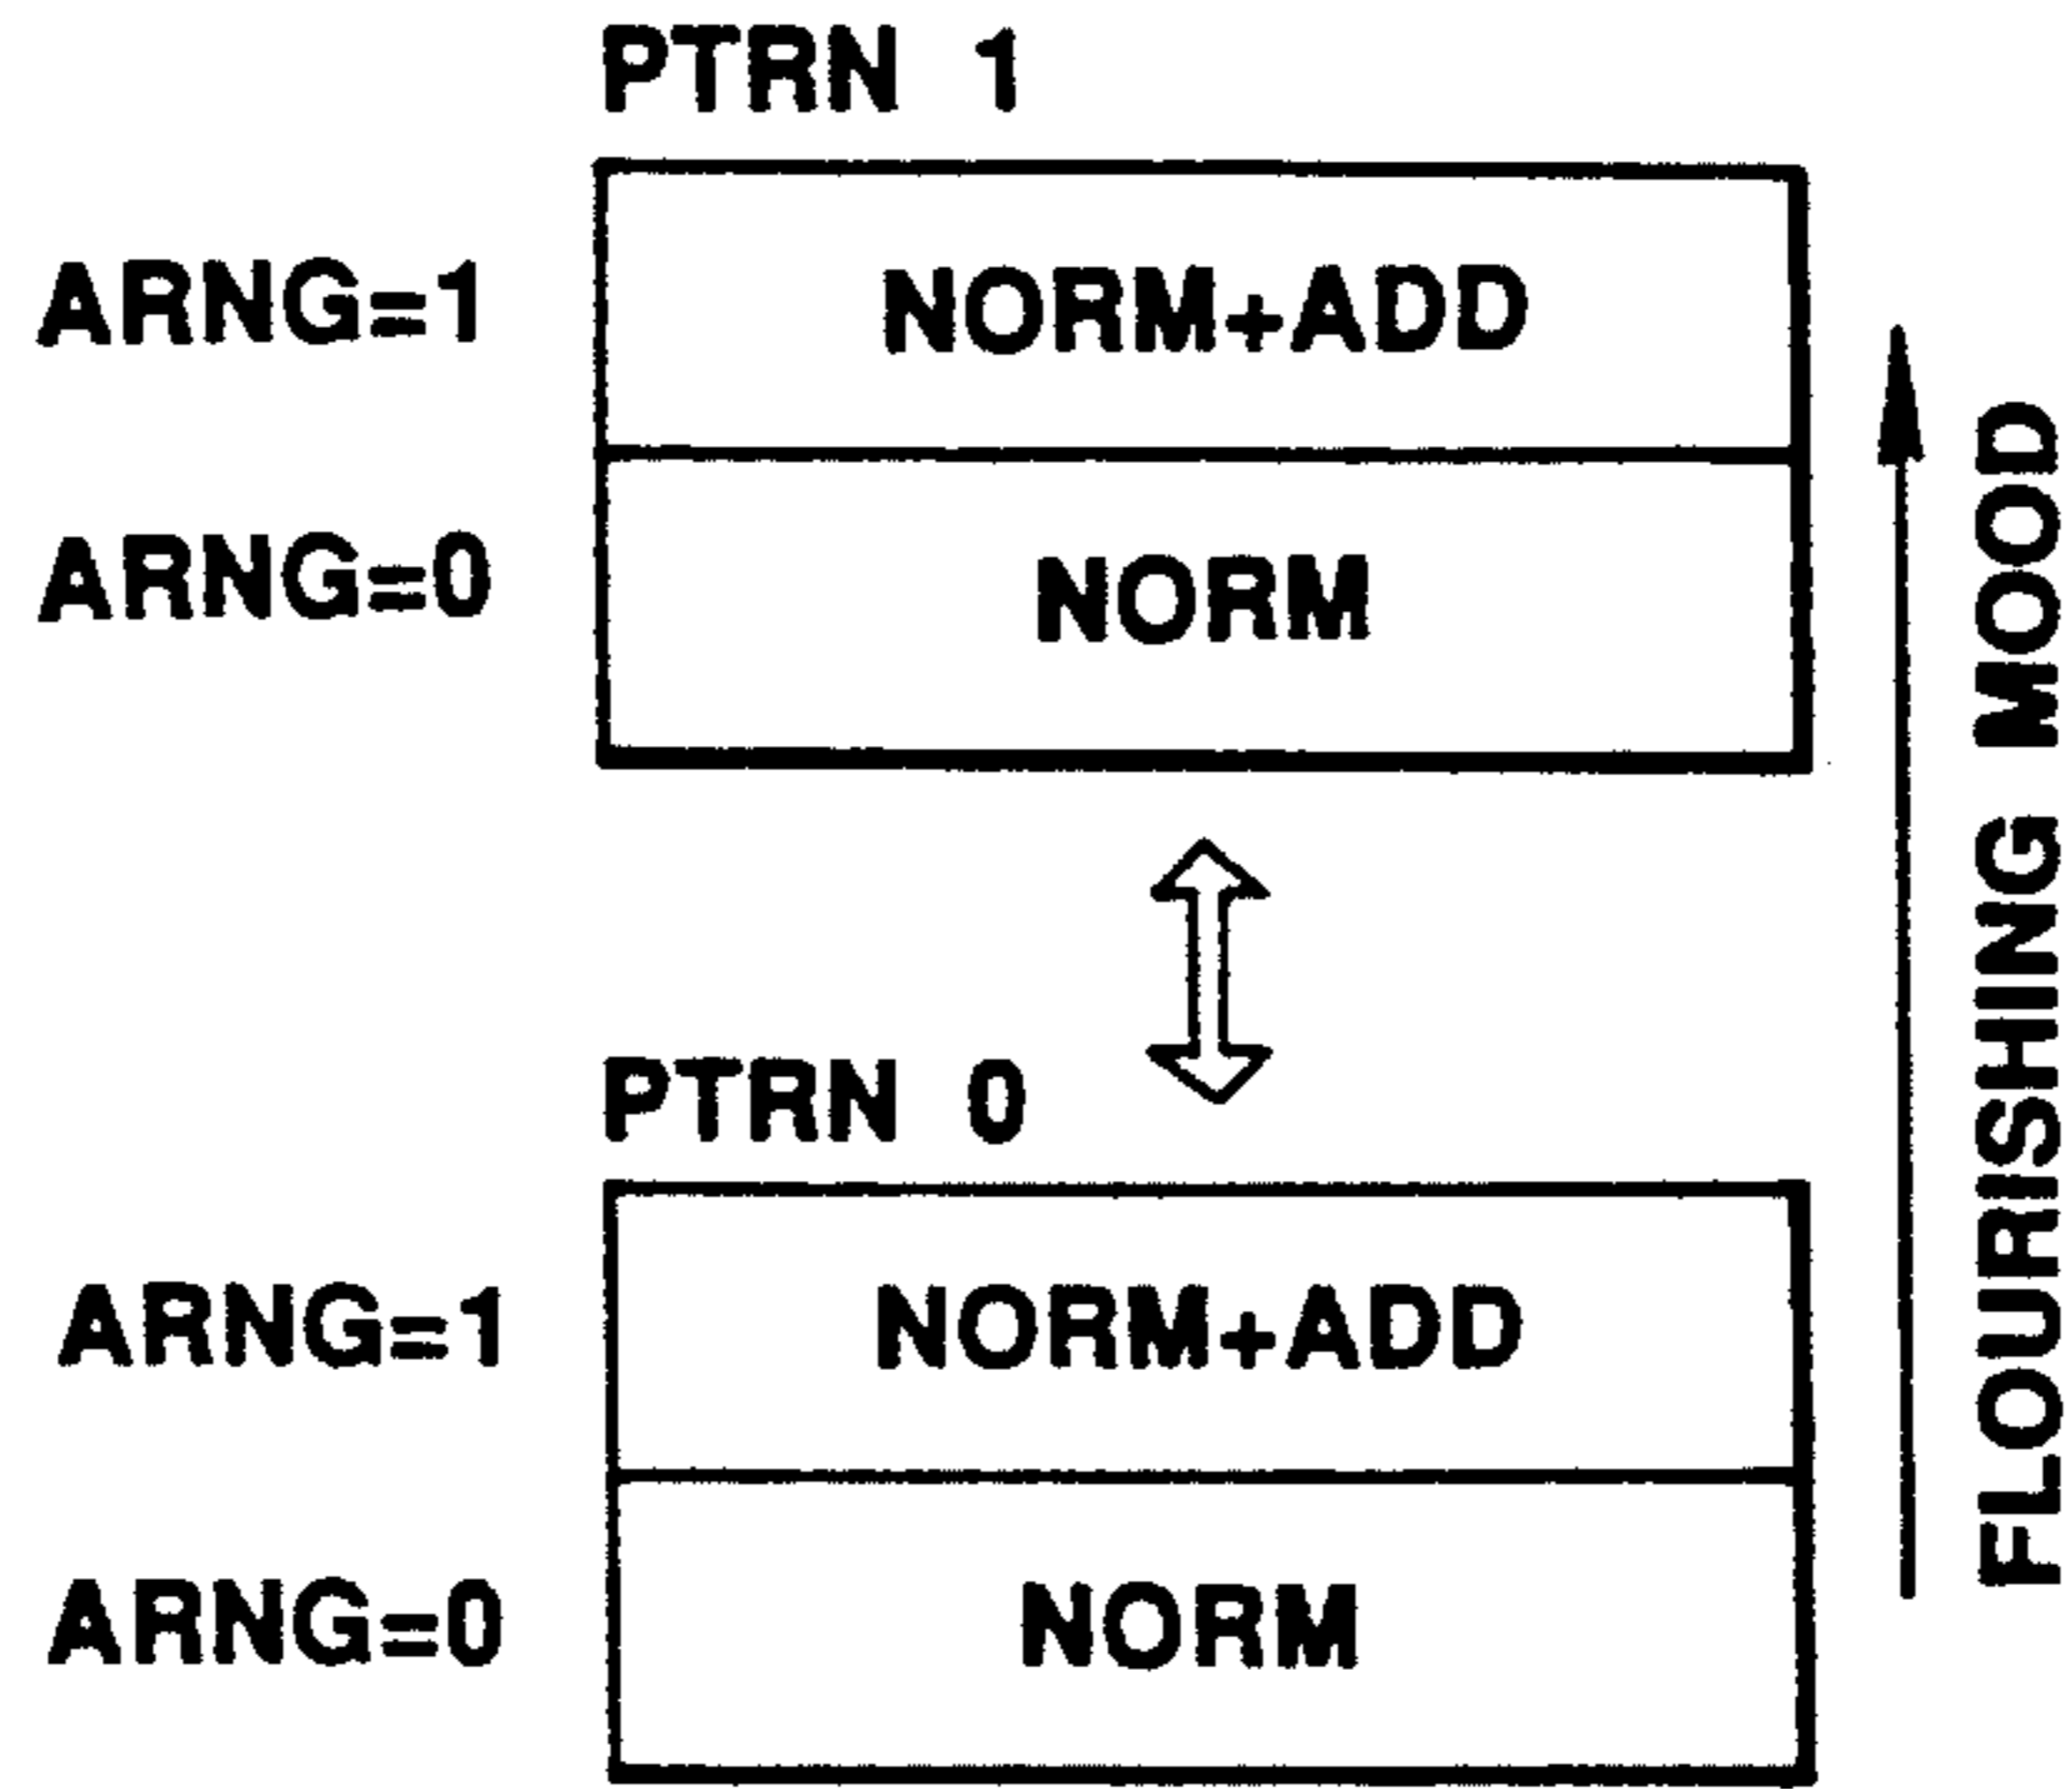 PTRN 1
ARNG=1
NORM+ADD
ARNG=0
NORM
PTRN 0
ARNG=1
NORM+ADD
ARNG=0
NORM
FLOURISHING MOOD